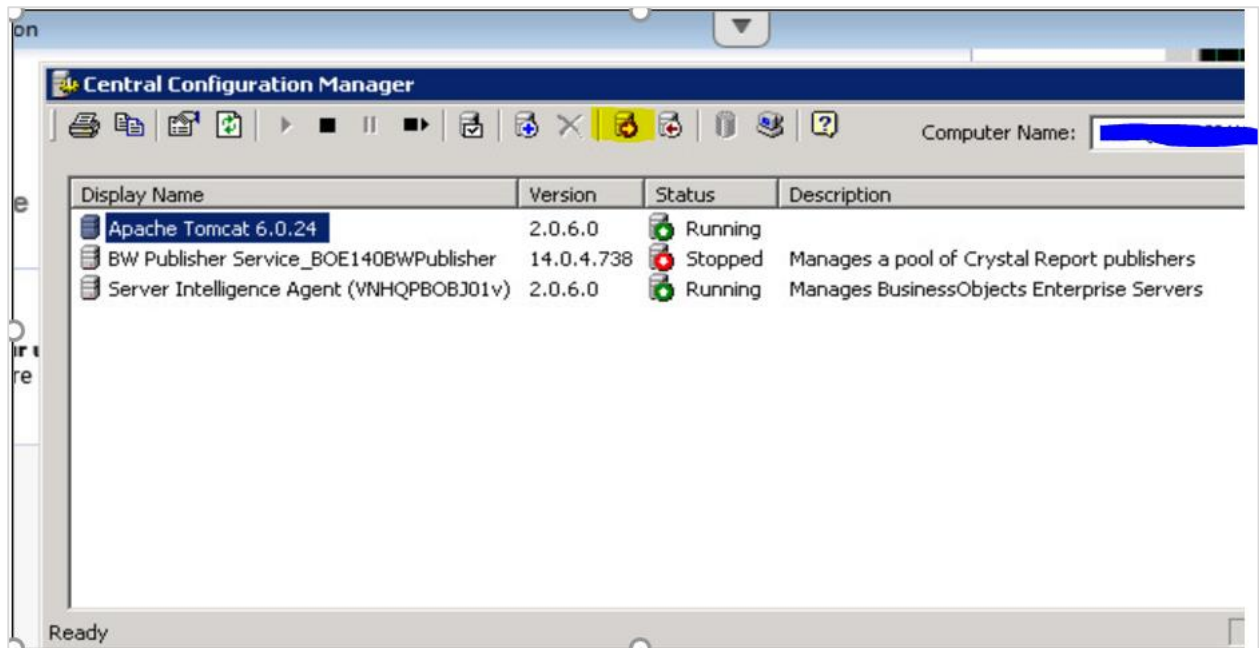 on
Central Configuration Manager
Computer Name:
Display Name Version Status Description
Apache Tomcat 6.0.24 2.0.6.0 Running
BW Publisher Service_BOE140BWPublisher 14.0.4.738 Stopped Manages a pool of Crystal Report publishers
Server Intelligence Agent (VNHQPBOBJ01v) 2.0.6.0 Running Manages BusinessObjects Enterprise Servers
e
re
Ready